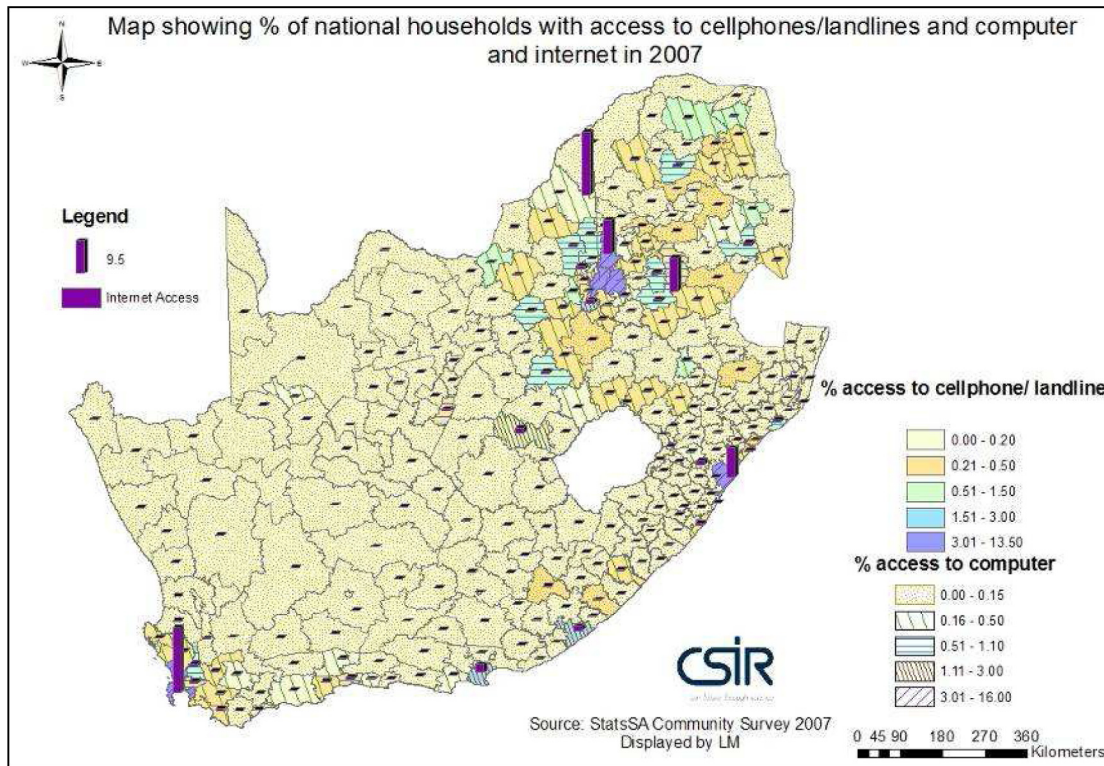 Map showing % of national households with access to cellphones/landlines and computer
and internet in 2007
N
W
E
S
Legend
9.5
Internet Access
% access to cellphone/ landline
0.00 - 0.20
0.21 - 0.50
0.51 - 1.50
1.51 - 3.00
3.01 - 13.50
% access to computer
0.00 - 0.15
0.16 - 0.50
0.51 - 1.10
1.11 - 3.00
3.01 - 16.00
CSIR
Source: StatsSA Community Survey 2007
Displayed by LM
0 45 90 180 270 360
Kilometers